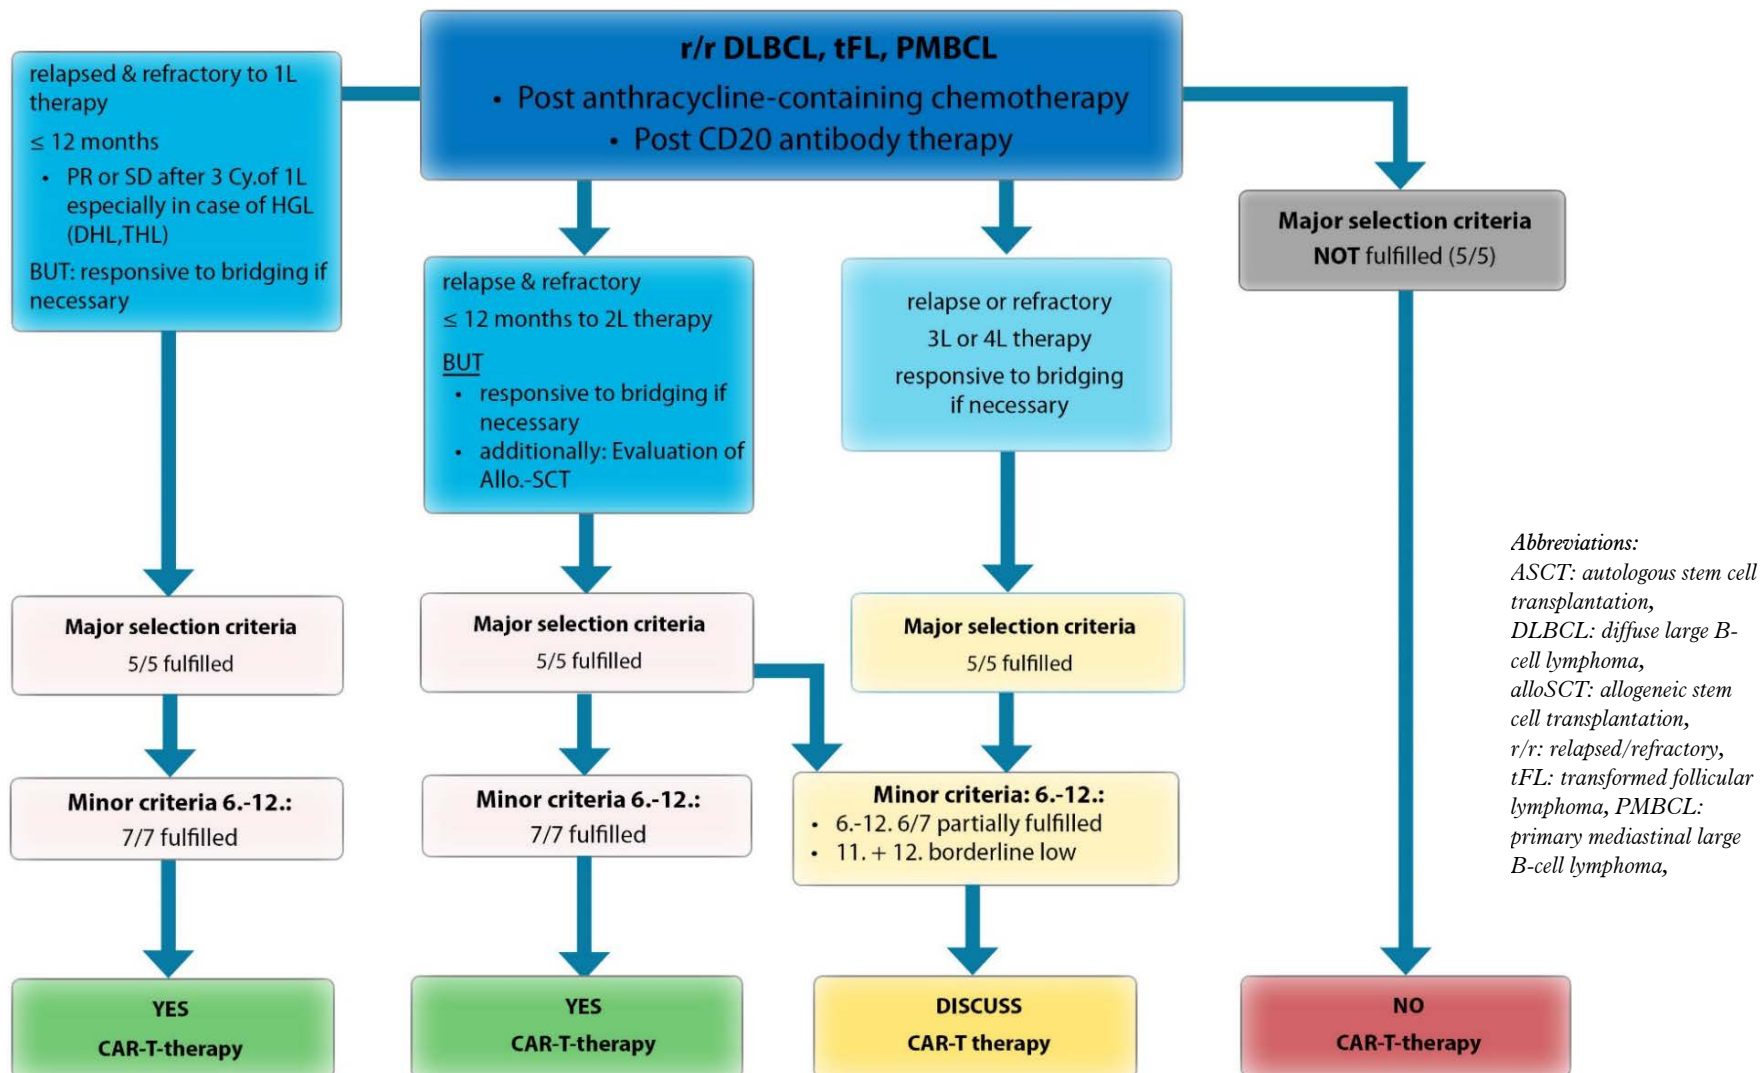 r/r DLBCL, tFL, PMBCL
• Post anthracycline-containing chemotherapy
• Post CD20 antibody therapy
relapsed & refractory to 1L
therapy
≤ 12 months
• PR or SD after 3 Cy.of 1L
especially in case of HGL
(DHL,THL)
BUT: responsive to bridging if
necessary
relapse & refractory
≤ 12 months to 2L therapy
BUT
• responsive to bridging if
necessary
• additionally: Evaluation of
Allo.-SCT
relapse or refractory
3L or 4L therapy
responsive to bridging
if necessary
Major selection criteria
NOT fulfilled (5/5)
Major selection criteria
5/5 fulfilled
Major selection criteria
5/5 fulfilled
Major selection criteria
5/5 fulfilled
Minor criteria 6.-12.:
7/7 fulfilled
Minor criteria 6.-12.:
7/7 fulfilled
Minor criteria: 6.-12.:
• 6.-12. 6/7 partially fulfilled
• 11. + 12. borderline low
YES
CAR-T-therapy
YES
CAR-T-therapy
DISCUSS
CAR-T therapy
NO
CAR-T-therapy
Abbreviations:
ASCT: autologous stem cell
transplantation,
DLBCL: diffuse large B-
cell lymphoma,
alloSCT: allogeneic stem
cell transplantation,
r/r: relapsed/refractory,
tFL: transformed follicular
lymphoma, PMBCL:
primary mediastinal large
B-cell lymphoma,